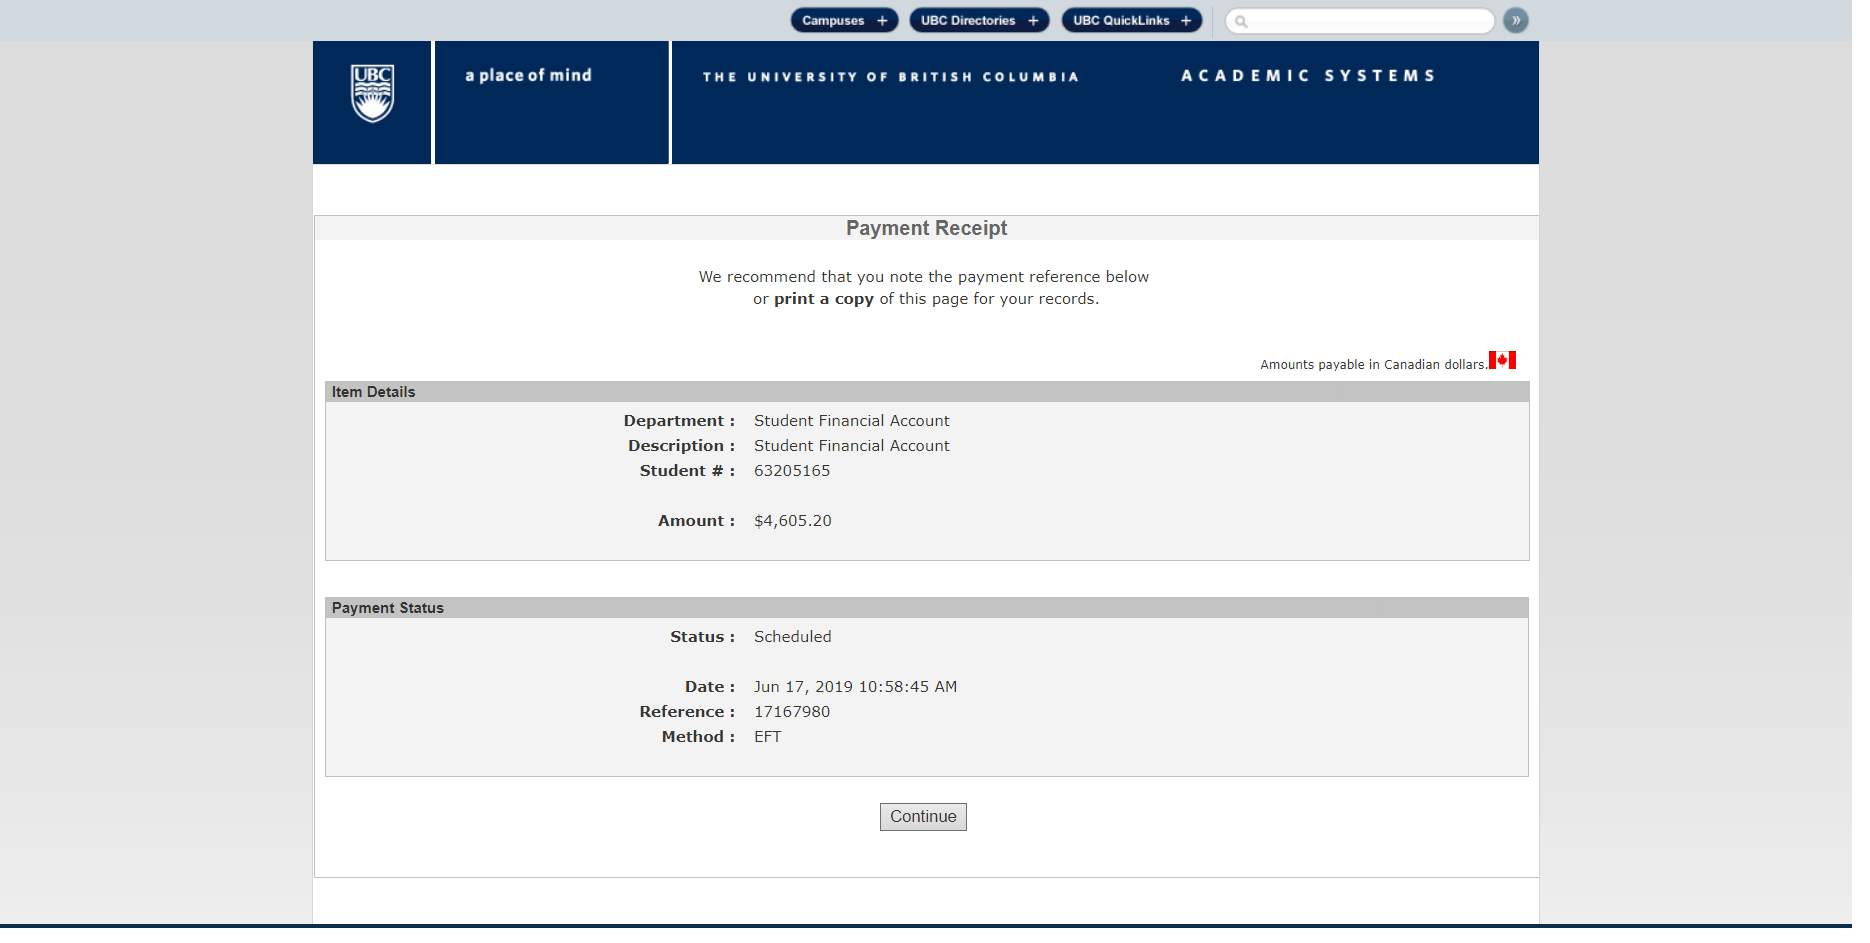 Campuses +
UBC Directories +
UBC QuickLinks +
»
UBC
a place of mind
THE UNIVERSITY OF BRITISH COLUMBIA
ACADEMIC SYSTEMS
Payment Receipt
We recommend that you note the payment reference below
or print a copy of this page for your records.
Amounts payable in Canadian dollars.
Item Details
Department : Student Financial Account
Description : Student Financial Account
Student # : 63205165
Amount : $4,605.20
Payment Status
Status : Scheduled
Date : Jun 17, 2019 10:58:45 AM
Reference : 17167980
Method : EFT
Continue